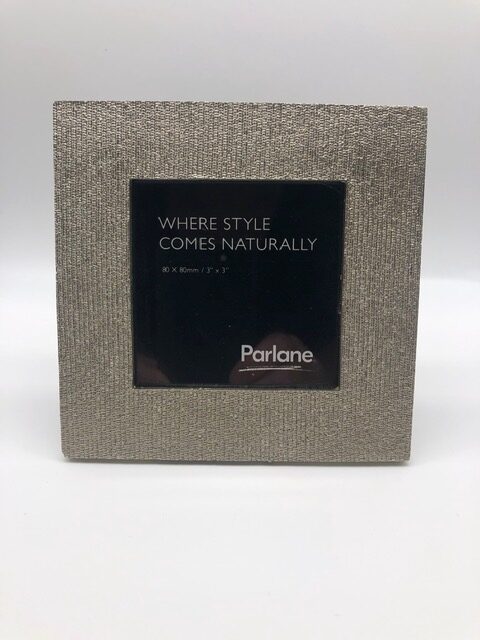 WHERE STYLE
COMES NATURALLY
80 X 80mm / 3" x 3"
Parlane